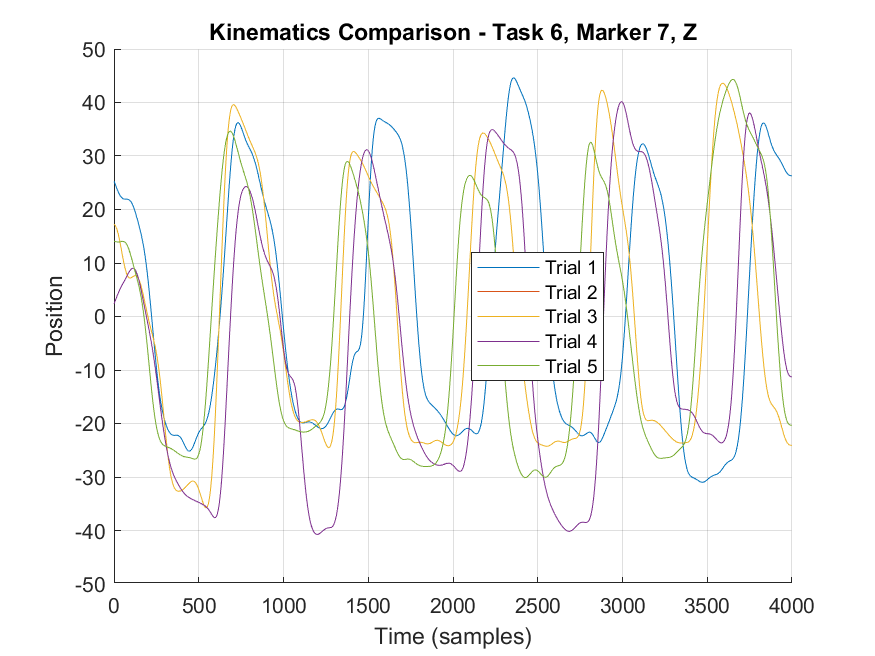 Kinematics Comparison - Task 6, Marker 7, Z
50
40
30
20
10
0
-10
-20
-30
-40
-50
Position
Trial 1
Trial 2
Trial 3
Trial 4
Trial 5
0 500 1000 1500 2000 2500 3000 3500 4000
Time (samples)